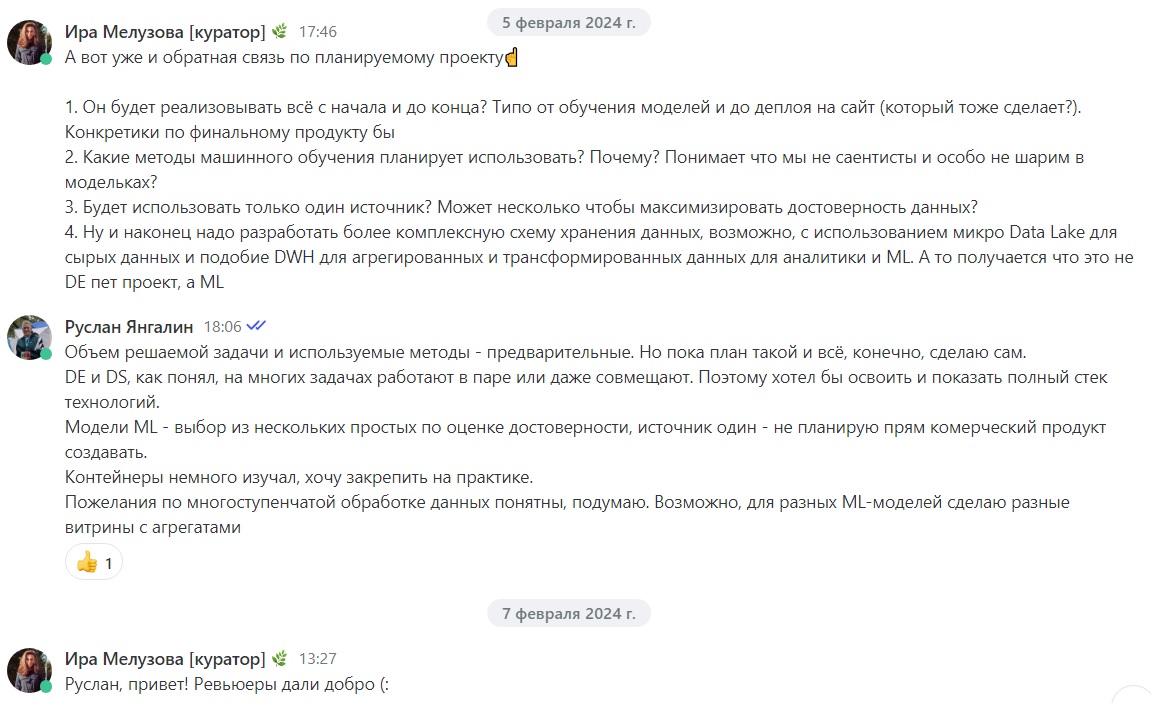 5 февраля 2024 г.
Ира Мелузова [куратор] 🌿 17:46
А вот уже и обратная связь по планируемому проекту☝
1. Он будет реализовывать всё с начала и до конца? Типо от обучения моделей и до деплоя на сайт (который тоже сделает?).
Конкретики по финальному продукту бы
2. Какие методы машинного обучения планирует использовать? Почему? Понимает что мы не саентисты и особо не шарим в
модельках?
3. Будет использовать только один источник? Может несколько чтобы максимизировать достоверность данных?
4. Ну и наконец надо разработать более комплексную схему хранения данных, возможно, с использованием микро Data Lake для
сырых данных и подобие DWH для агрегированных и трансформированных данных для аналитики и ML. А то получается что это не
DE пет проект, а ML
Руслан Янгалин 18:06
Объем решаемой задачи и используемые методы - предварительные. Но пока план такой и всё, конечно, сделаю сам.
DE и DS, как понял, на многих задачах работают в паре или даже совмещают. Поэтому хотел бы освоить и показать полный стек
технологий.
Модели ML - выбор из нескольких простых по оценке достоверности, источник один - не планирую прям комерческий продукт
создавать.
Контейнеры немного изучал, хочу закрепить на практике.
Пожелания по многоступенчатой обработке данных понятны, подумаю. Возможно, для разных ML-моделей сделаю разные
витрины с агрегатами
👍 1
7 февраля 2024 г.
Ира Мелузова [куратор] 🌿 13:27
Руслан, привет! Ревьюеры дали добро (: